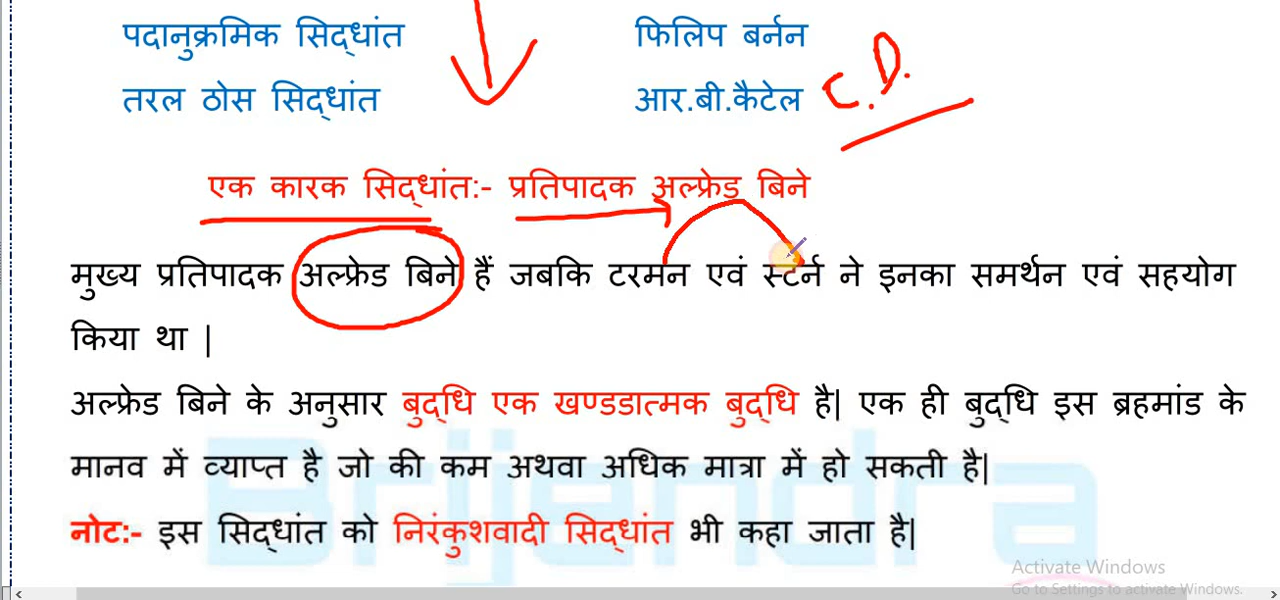 पदानुक्रमिक सिद्धांत फिलिप बर्नन
तरल ठोस सिद्धांत आर.बी.कैटेल C.D.
एक कारक सिद्धांत:- प्रतिपादक अल्फ्रेड बिने
मुख्य प्रतिपादक अल्फ्रेड बिने हैं जबकि टरमन एवं स्टर्न ने इनका समर्थन एवं सहयोग
किया था |
अल्फ्रेड बिने के अनुसार बुद्धि एक खण्डडात्मक बुद्धि है| एक ही बुद्धि इस ब्रहमांड के
मानव में व्याप्त है जो की कम अथवा अधिक मात्रा में हो सकती है|
नोट:- इस सिद्धांत को निरंकुशवादी सिद्धांत भी कहा जाता है|
Brijendra
Activate Windows
Go to Settings to activate Windows.